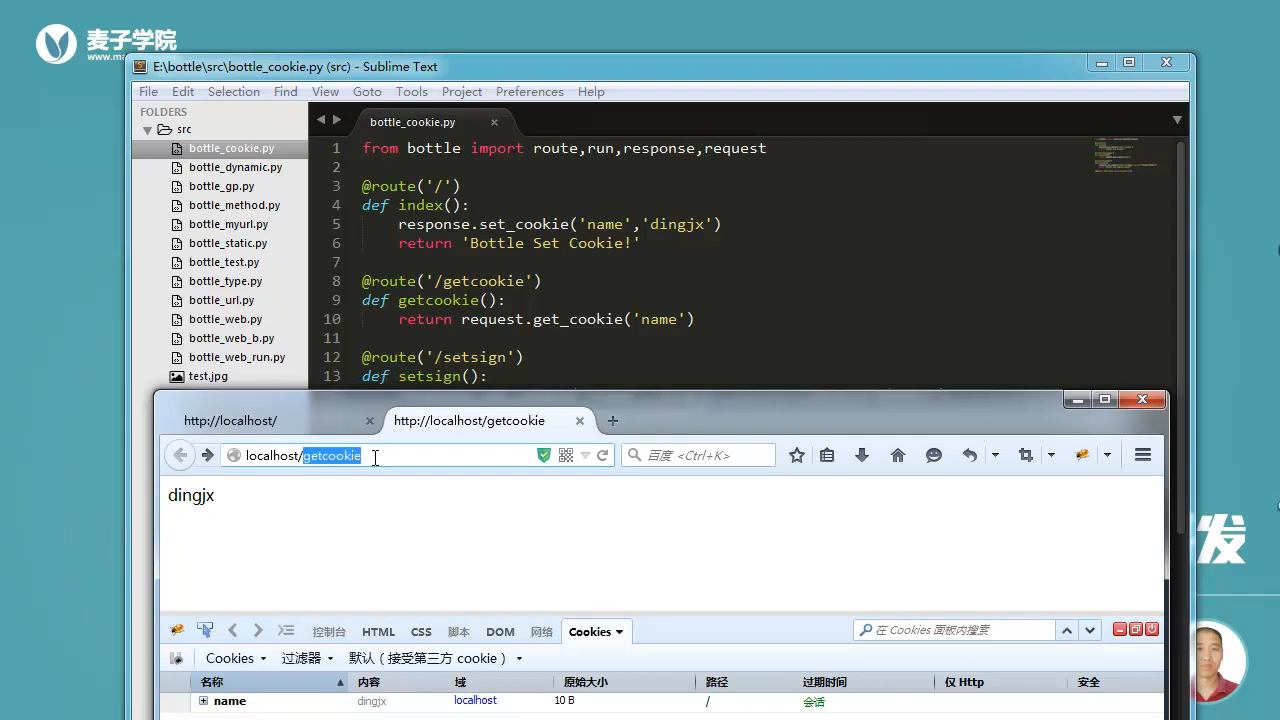 麦子学院
E:\bottle\src\bottle_cookie.py (src) - Sublime Text
File Edit Selection Find View Goto Tools Project Preferences Help
FOLDERS
src
bottle_cookie.py
bottle_dynamic.py
bottle_gp.py
bottle_method.py
bottle_myurl.py
bottle_static.py
bottle_test.py
bottle_type.py
bottle_url.py
bottle_web.py
bottle_web_b.py
bottle_web_run.py
test.jpg
bottle_cookie.py
1 from bottle import route,run,response,request
2
3 @route('/')
4 def index():
5 response.set_cookie('name','dingjx')
6 return 'Bottle Set Cookie!'
7
8 @route('/getcookie')
9 def getcookie():
10 return request.get_cookie('name')
11
12 @route('/setsign')
13 def setsign():
http://localhost/ http://localhost/getcookie
localhost/getcookie 百度 <Ctrl+K>
dingjx
控制台 HTML CSS 脚本 DOM 网络 Cookies 在 Cookies 面板内搜索
Cookies 过滤器 默认（接受第三方 cookie）
名称 内容 域 原始大小 路径 过期时间 仅 Http 安全
name dingjx localhost 10 B / 会话
发